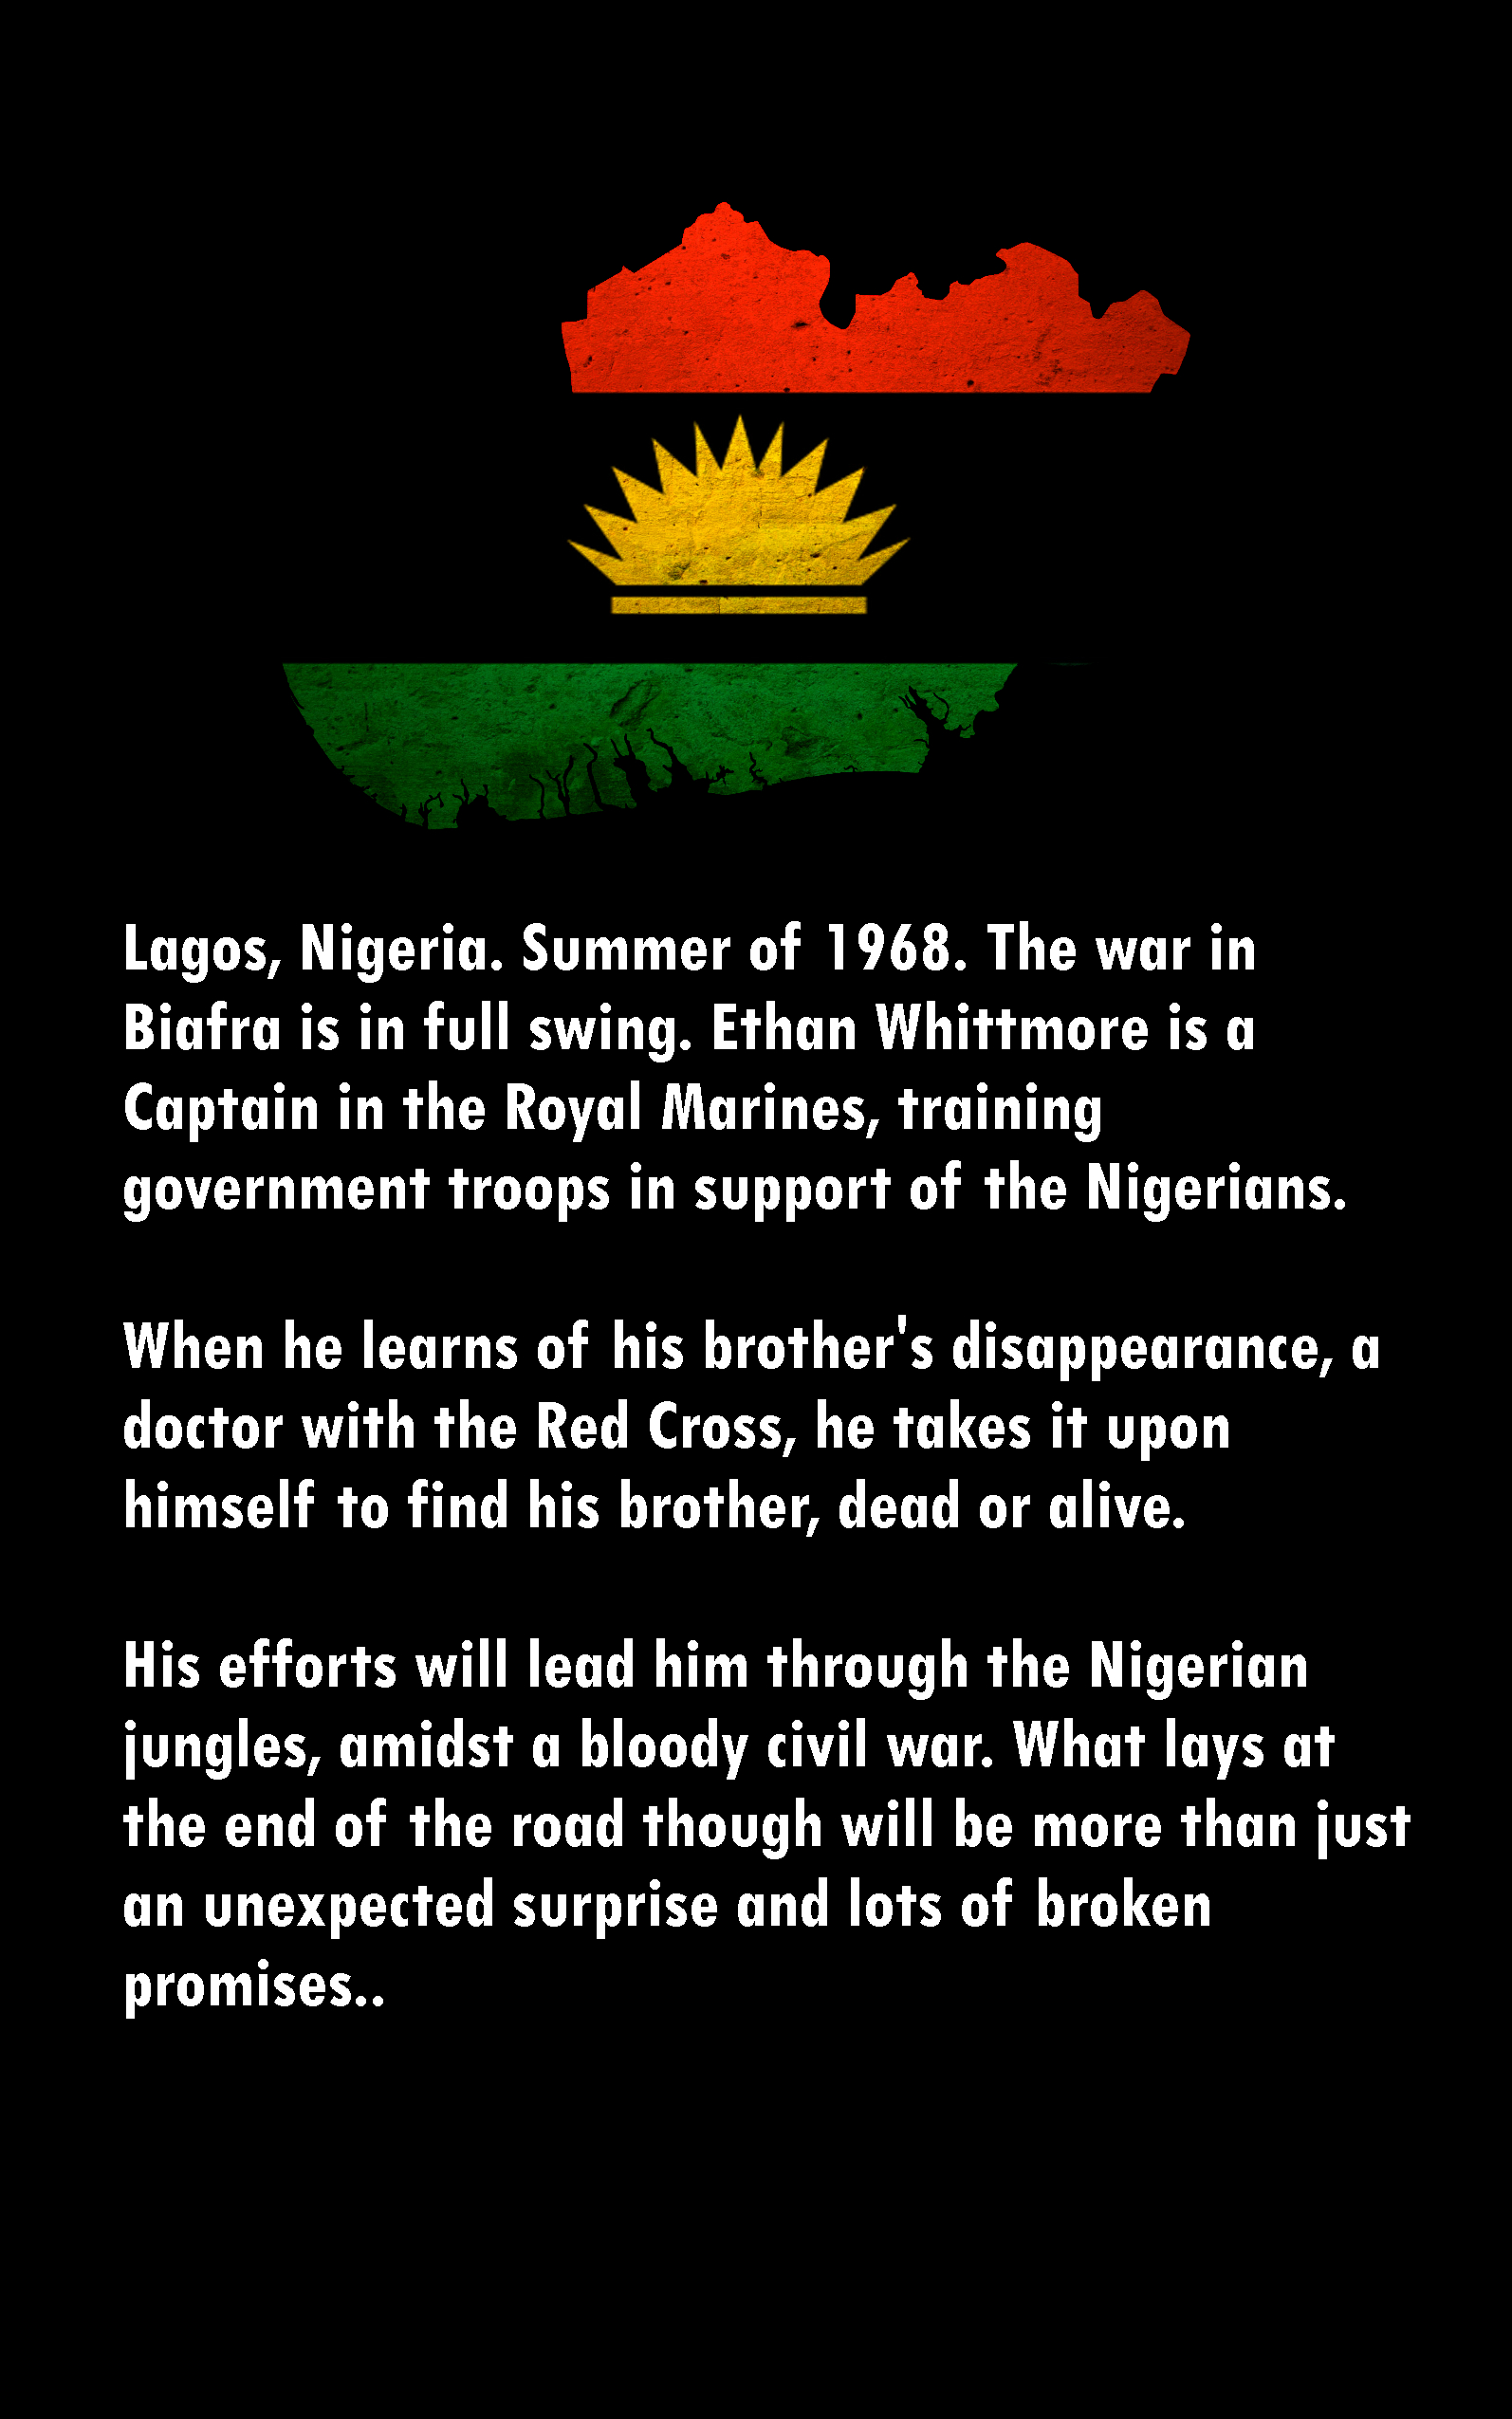 Lagos, Nigeria. Summer of 1968. The war in
Biafra is in full swing. Ethan Whittmore is a
Captain in the Royal Marines, training
government troops in support of the Nigerians.
When he learns of his brother's disappearance, a
doctor with the Red Cross, he takes it upon
himself to find his brother, dead or alive.
His efforts will lead him through the Nigerian
jungles, amidst a bloody civil war. What lays at
the end of the road though will be more than just
an unexpected surprise and lots of broken
promises..